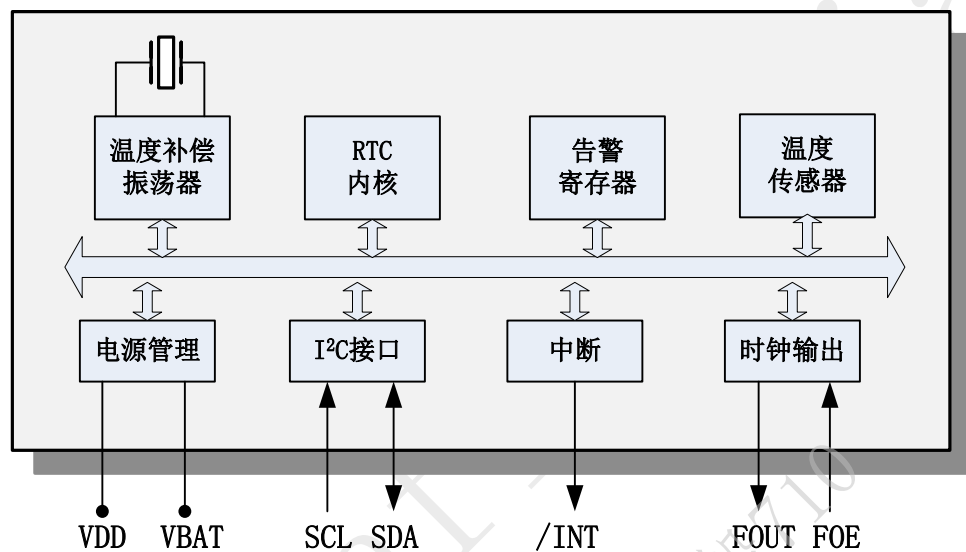 温度补偿
振荡器
RTC
内核
告警
寄存器
温度
传感器
电源管理
I²C接口
中断
时钟输出
VDD VBAT SCL SDA /INT FOUT FOE
710